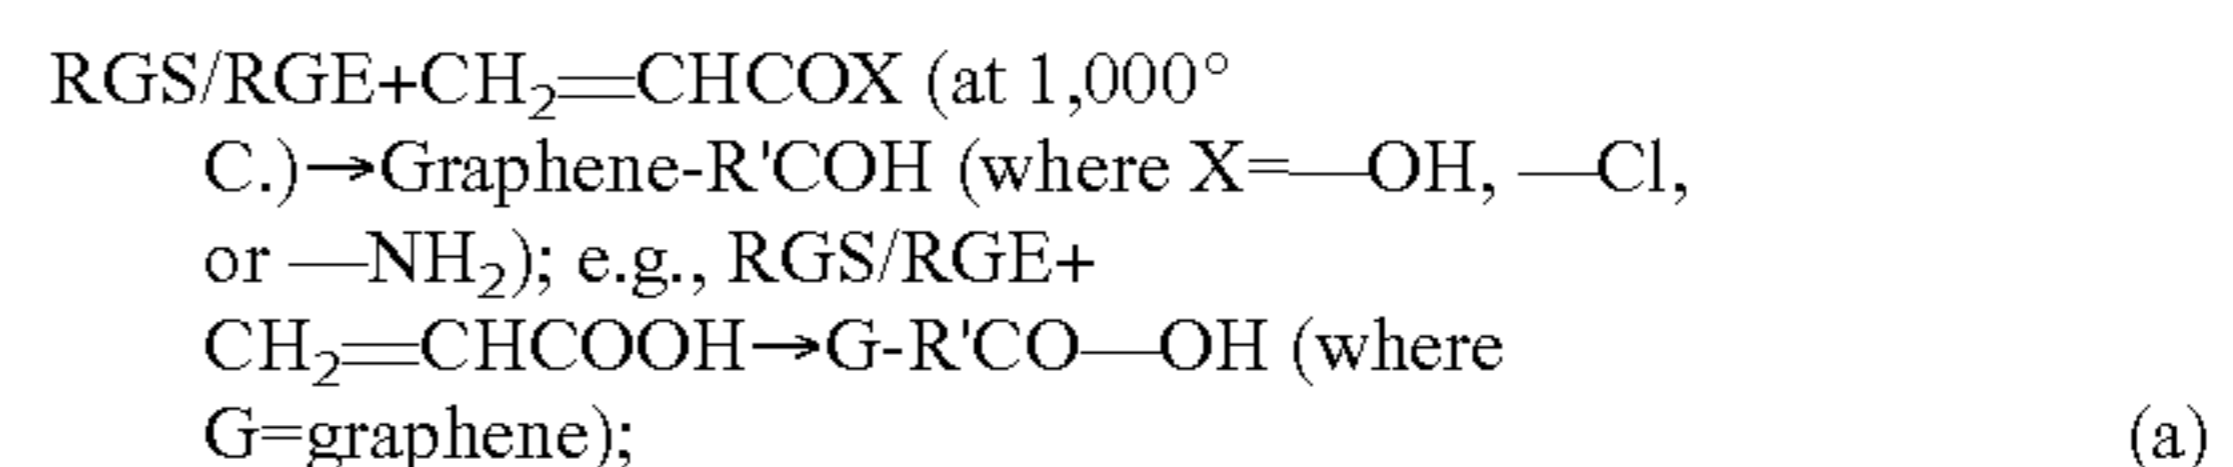 RGS/RGE+CH₂═CHCOX (at 1,000°
C.)→Graphene-R'COH (where X=—OH, —Cl,
or —NH₂); e.g., RGS/RGE+
CH₂═CHCOOH→G-R'CO—OH (where
G=graphene); (a)